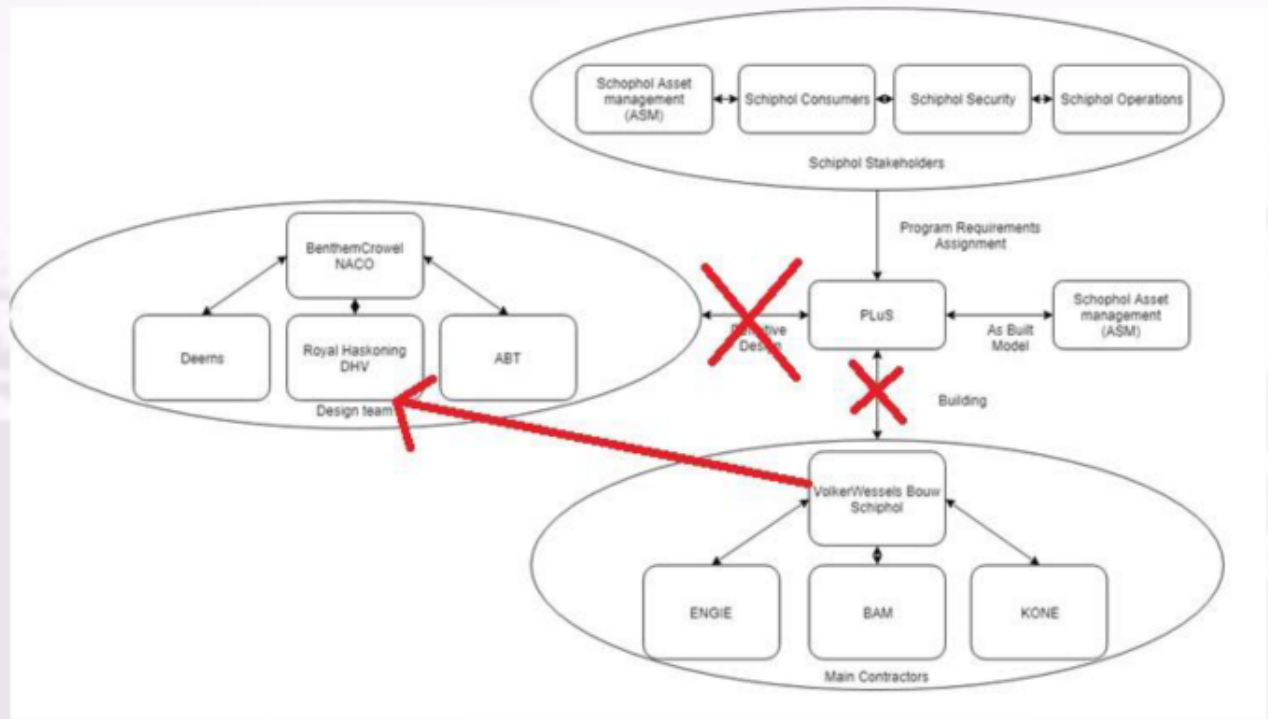 Schophol Asset
management
(ASM)
Schiphol Consumers
Schiphol Security
Schiphol Operations
Schiphol Stakeholders
Program Requirements
Assignment
BenthemCrowel
NACO
Deerns
Royal Haskoning
DHV
ABT
Design team
Design
PLuS
As Built
Model
Schophol Asset
management
(ASM)
Building
VolkerWessels Bouw
Schiphol
ENGIE
BAM
KONE
Main Contractors